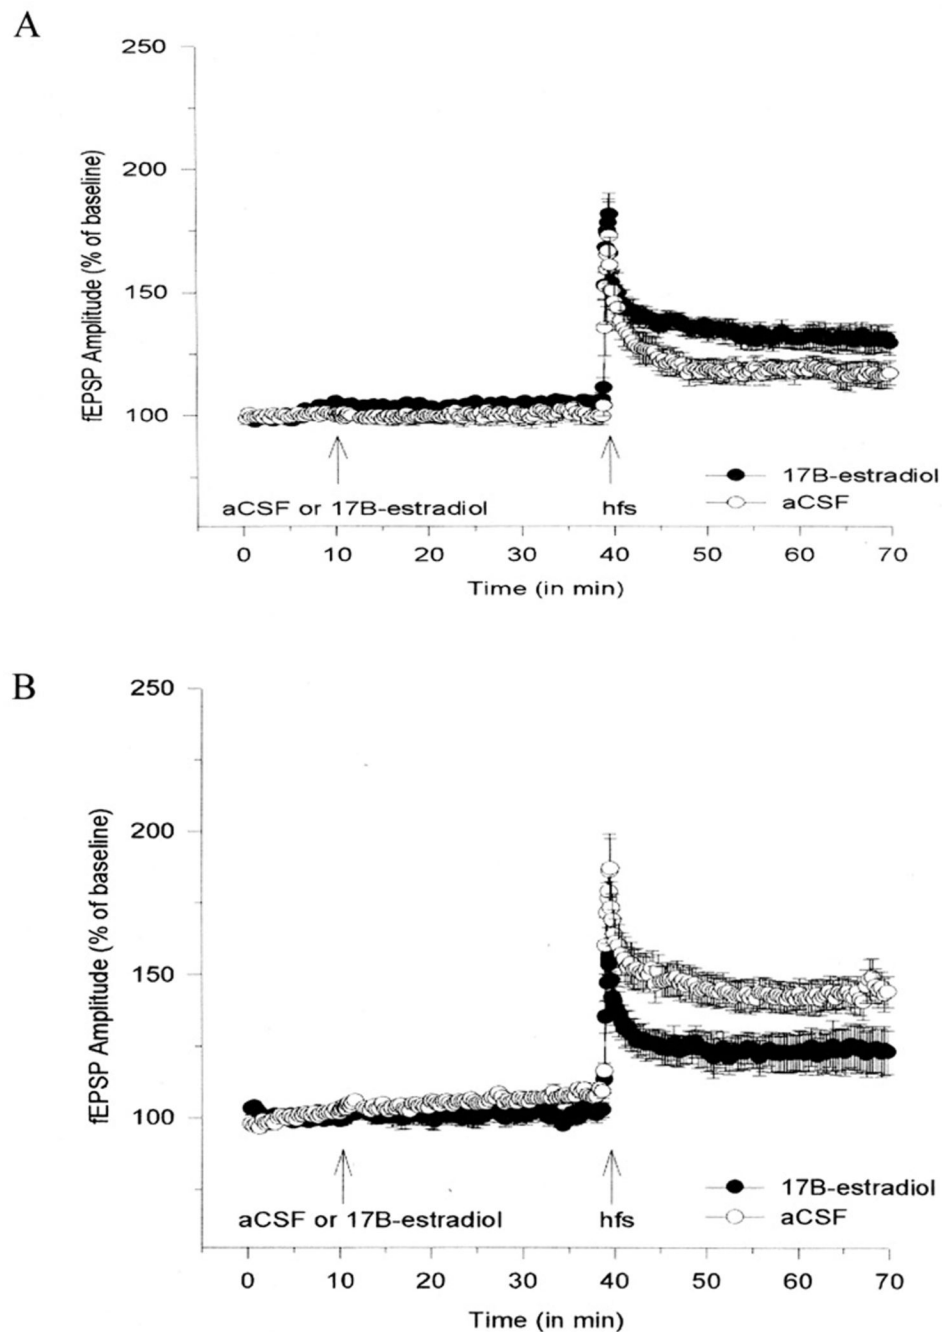 A
250
200
150
100
fEPSP Amplitude (% of baseline)
17B-estradiol
aCSF
aCSF or 17B-estradiol
hfs
0 10 20 30 40 50 60 70
Time (in min)
B
250
200
150
100
fEPSP Amplitude (% of baseline)
17B-estradiol
aCSF
aCSF or 17B-estradiol
hfs
0 10 20 30 40 50 60 70
Time (in min)